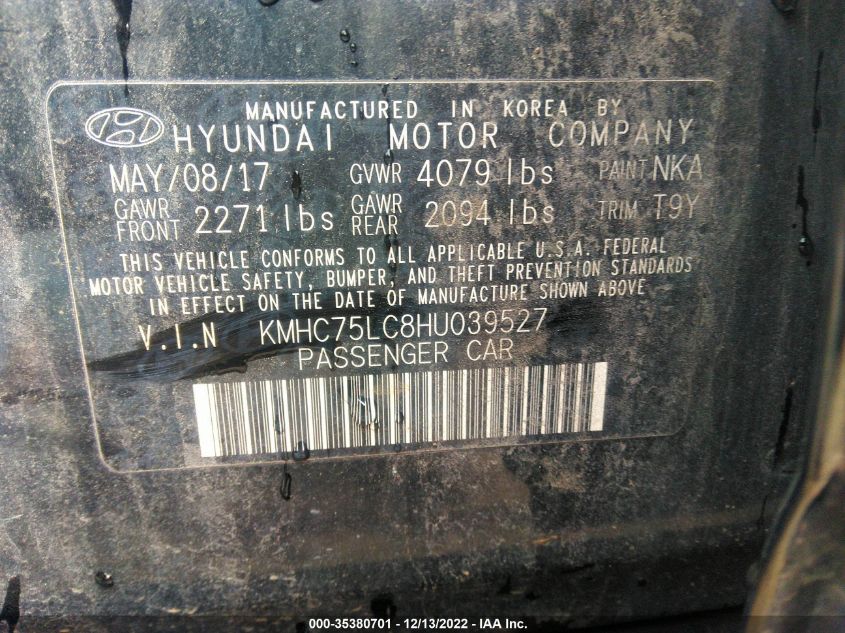 MANUFACTURED IN KOREA BY
HYUNDAI MOTOR COMPANY
MAY/08/17 GVWR 4079 lbs PAINT NKA
GAWR FRONT 2271 lbs GAWR REAR 2094 lbs TRIM T9Y
THIS VEHICLE CONFORMS TO ALL APPLICABLE U.S.A. FEDERAL
MOTOR VEHICLE SAFETY, BUMPER, AND THEFT PREVENTION STANDARDS
IN EFFECT ON THE DATE OF MANUFACTURE SHOWN ABOVE
V.I.N KMHC75LC8HU039527
PASSENGER CAR
000-35380701 - 12/13/2022 - IAA Inc.